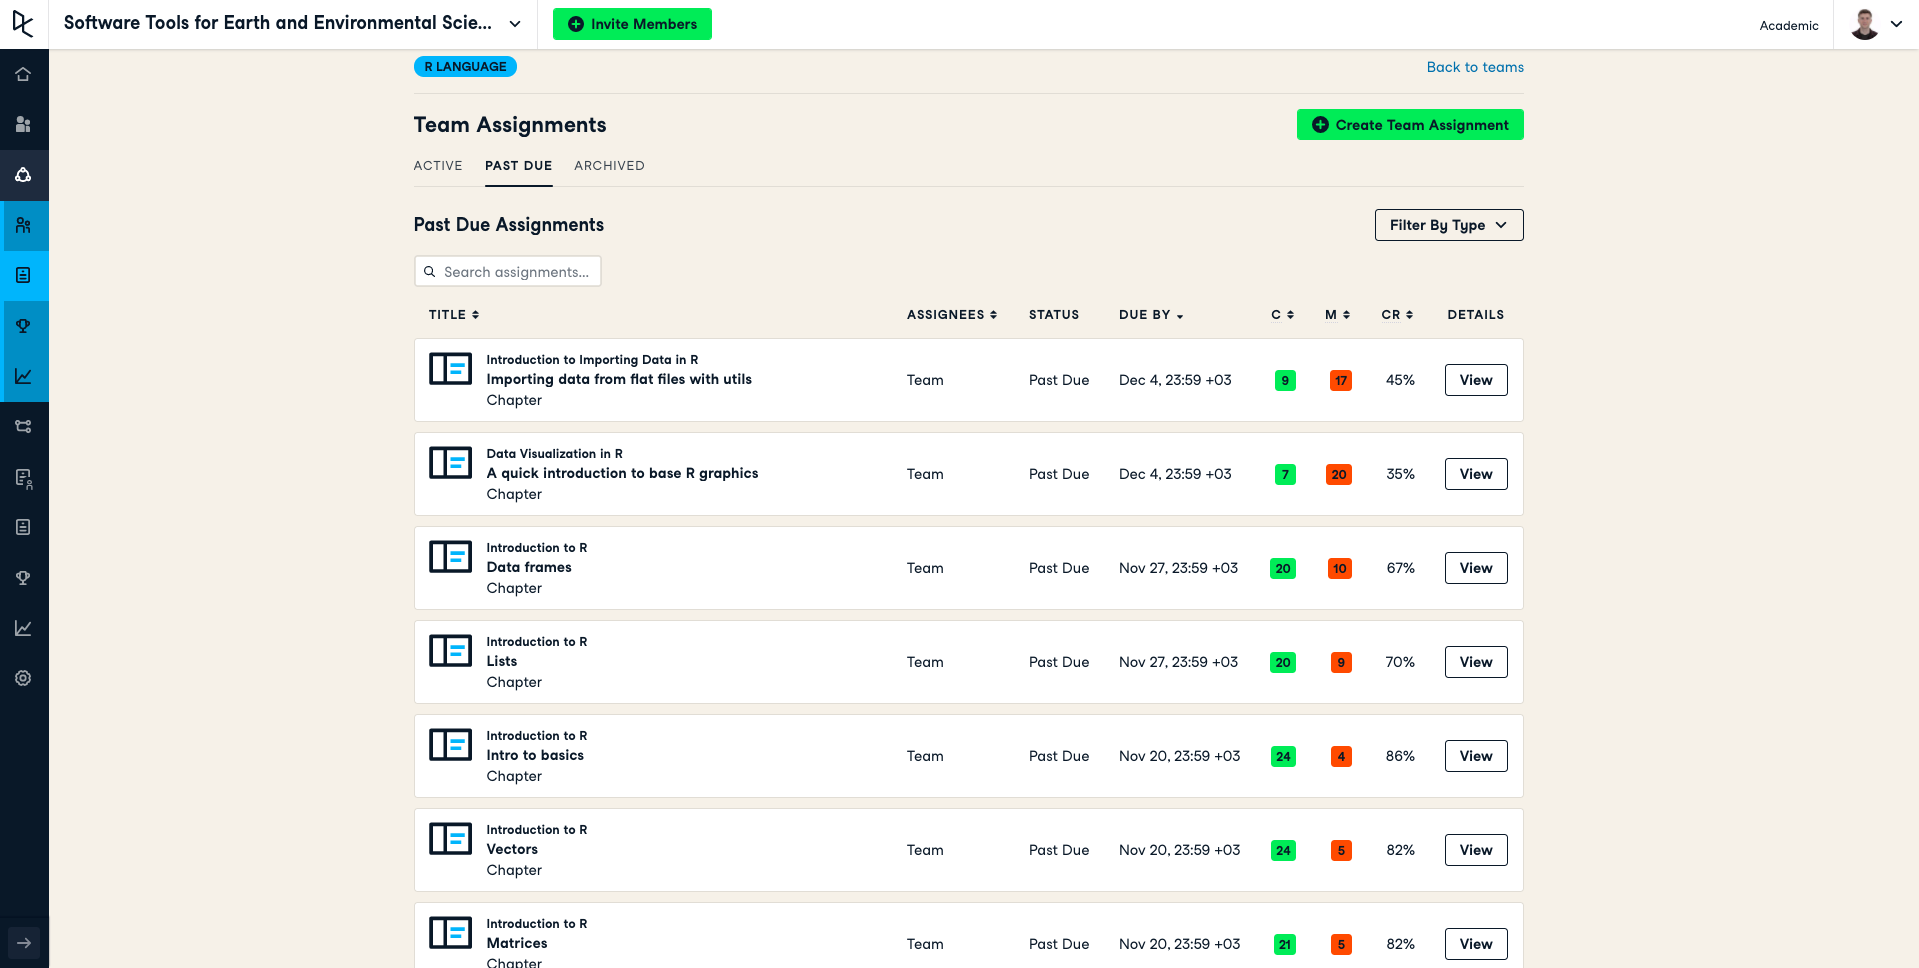 Software Tools for Earth and Environmental Scie...
Invite Members
Academic
R LANGUAGE
Back to teams
Team Assignments
Create Team Assignment
ACTIVE PAST DUE ARCHIVED
Past Due Assignments
Filter By Type
Search assignments...
TITLE ASSIGNEES STATUS DUE BY C M CR DETAILS
Introduction to Importing Data in R
Importing data from flat files with utils
Chapter
Team Past Due Dec 4, 23:59 +03 9 17 45% View
Data Visualization in R
A quick introduction to base R graphics
Chapter
Team Past Due Dec 4, 23:59 +03 7 20 35% View
Introduction to R
Data frames
Chapter
Team Past Due Nov 27, 23:59 +03 20 10 67% View
Introduction to R
Lists
Chapter
Team Past Due Nov 27, 23:59 +03 20 9 70% View
Introduction to R
Intro to basics
Chapter
Team Past Due Nov 20, 23:59 +03 24 4 86% View
Introduction to R
Vectors
Chapter
Team Past Due Nov 20, 23:59 +03 24 5 82% View
Introduction to R
Matrices
Chapter
Team Past Due Nov 20, 23:59 +03 21 5 82% View